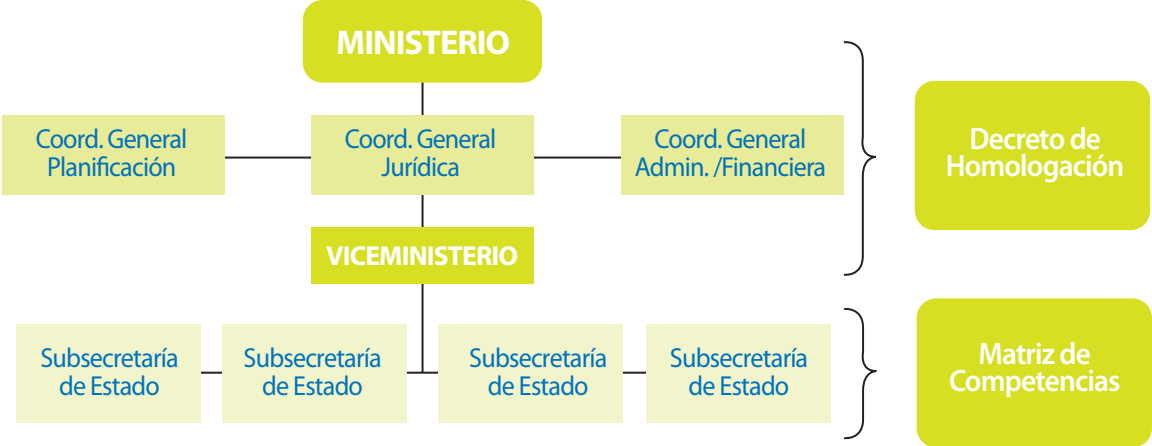 MINISTERIO
Coord. General
Planificación
Coord. General
Jurídica
Coord. General
Admin. /Financiera
Decreto de
Homologación
VICEMINISTERIO
Subsecretaría
de Estado
Subsecretaría
de Estado
Subsecretaría
de Estado
Subsecretaría
de Estado
Matriz de
Competencias